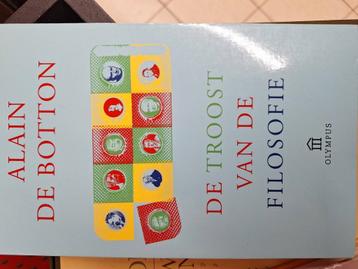 ALAIN
DE BOTTON
DE TROOST
VAN DE
FILOSOFIE
OLYMPUS